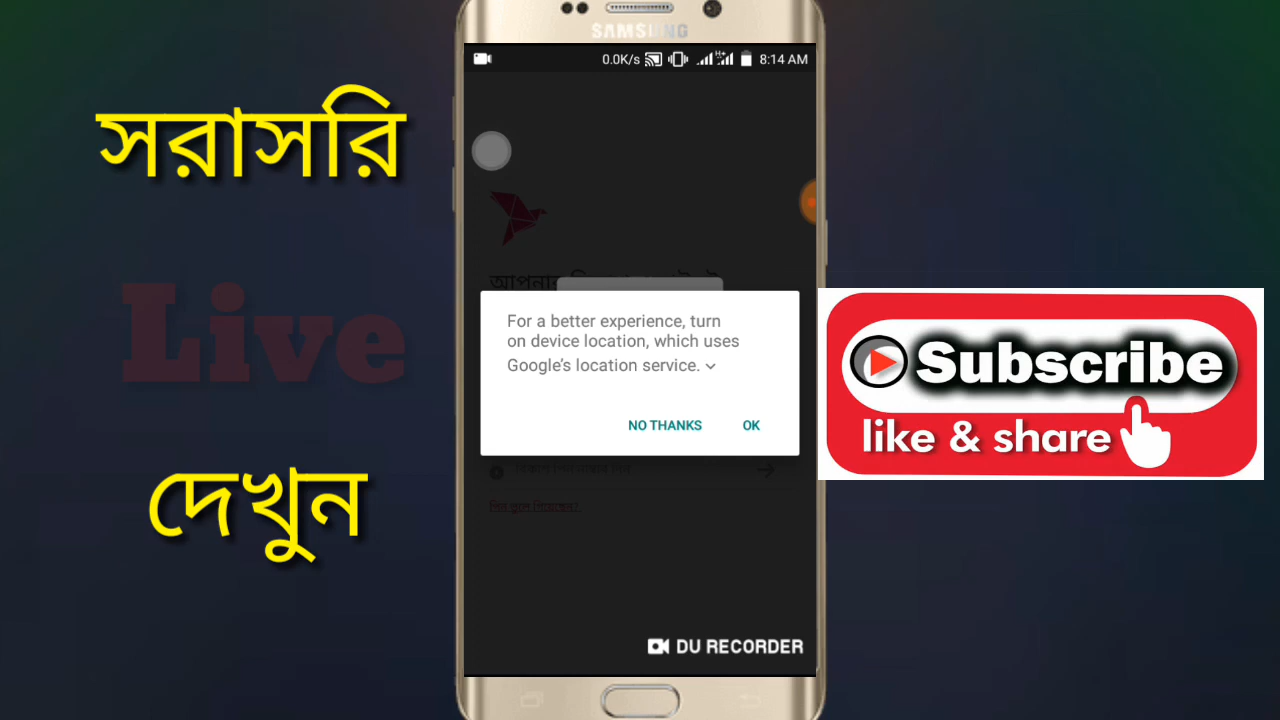 সরাসরি
Live
দেখুন
SAMSUNG
0.0K/s H+ 8:14 AM
আপনার
For a better experience, turn
on device location, which uses
Google's location service.
NO THANKS OK
পিন ভুলে গিয়েছেন?
DU RECORDER
Subscribe
like & share